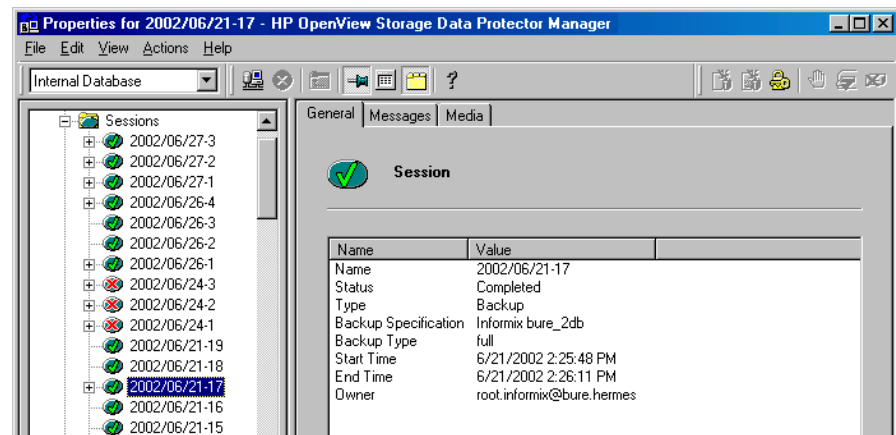 Properties for 2002/06/21-17 - HP OpenView Storage Data Protector Manager
File Edit View Actions Help
Internal Database
Sessions
2002/06/27-3
2002/06/27-2
2002/06/27-1
2002/06/26-4
2002/06/26-3
2002/06/26-2
2002/06/26-1
2002/06/24-3
2002/06/24-2
2002/06/24-1
2002/06/21-19
2002/06/21-18
2002/06/21-17
2002/06/21-16
2002/06/21-15
General Messages Media
Session
Name Value
Name 2002/06/21-17
Status Completed
Type Backup
Backup Specification Informix bure_2db
Backup Type full
Start Time 6/21/2002 2:25:48 PM
End Time 6/21/2002 2:26:11 PM
Owner root.informix@bure.hermes